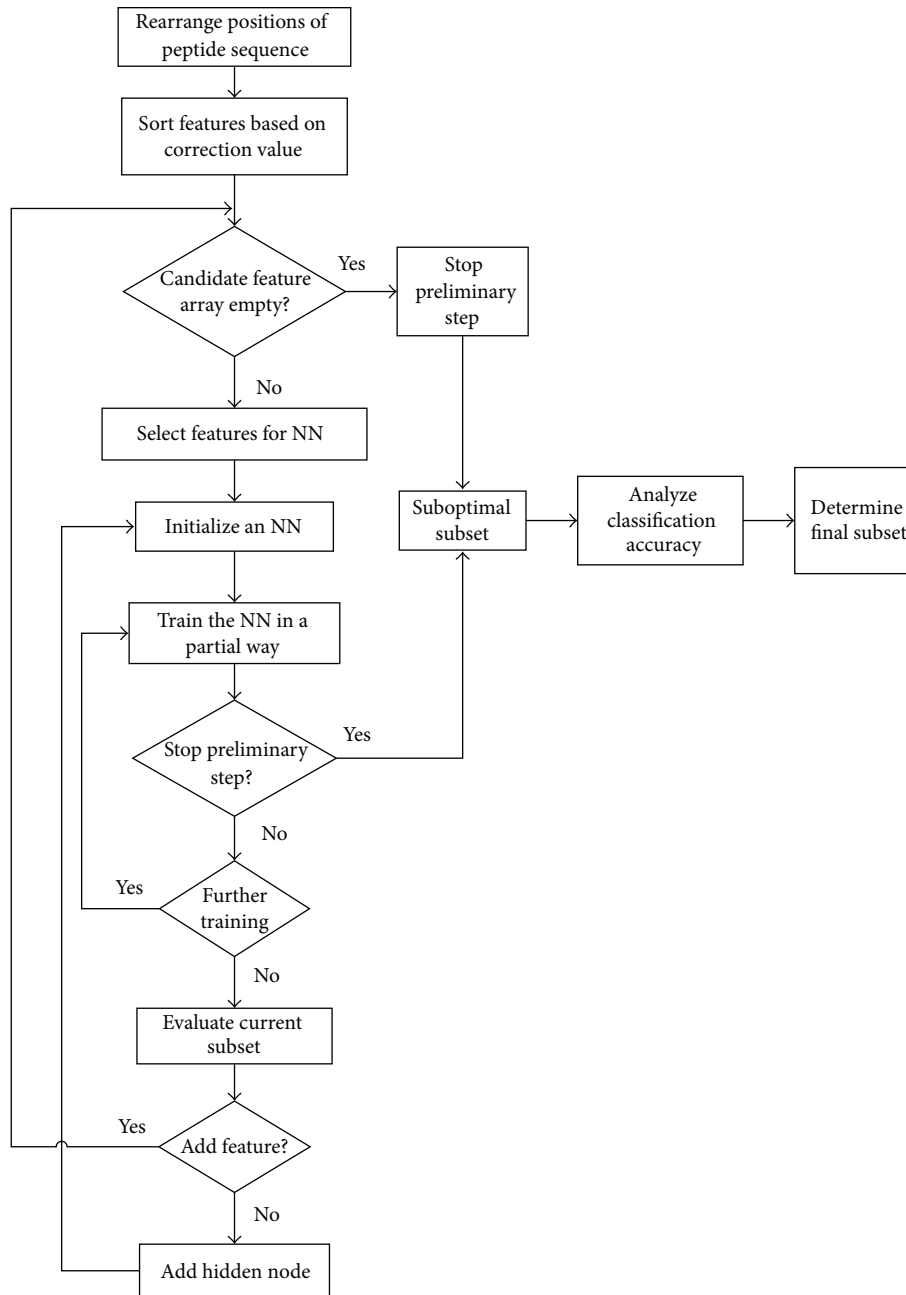 Rearrange positions of
peptide sequence
Sort features based on
correction value
Candidate feature
array empty?
Yes
Stop
preliminary
step
No
Select features for NN
Initialize an NN
Suboptimal
subset
Analyze
classification
accuracy
Determine
final subset
Train the NN in a
partial way
Stop preliminary
step?
Yes
No
Yes
Further
training
No
Evaluate current
subset
Yes
Add feature?
No
Add hidden node